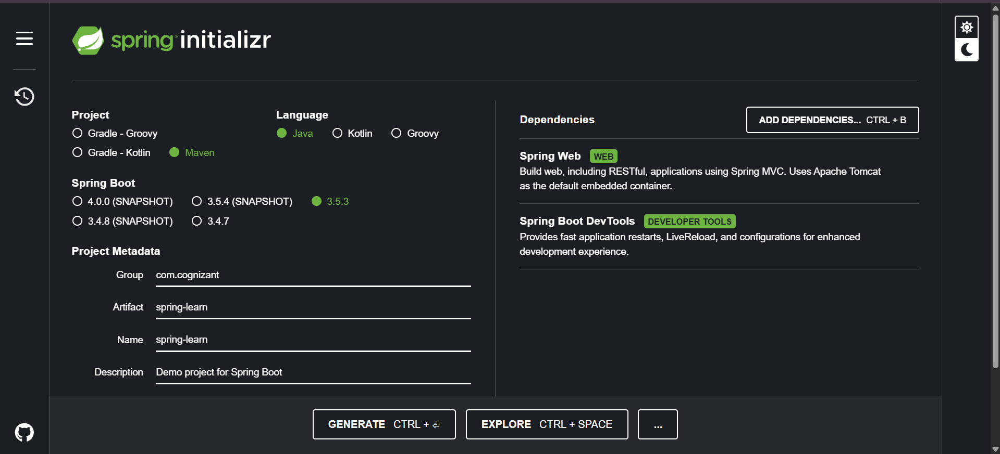 spring initializr
Project
Gradle - Groovy
Gradle - Kotlin Maven
Language
Java Kotlin Groovy
Spring Boot
4.0.0 (SNAPSHOT) 3.5.4 (SNAPSHOT) 3.5.3
3.4.8 (SNAPSHOT) 3.4.7
Project Metadata
Group com.cognizant
Artifact spring-learn
Name spring-learn
Description Demo project for Spring Boot
Dependencies
ADD DEPENDENCIES... CTRL + B
Spring Web WEB
Build web, including RESTful, applications using Spring MVC. Uses Apache Tomcat
as the default embedded container.
Spring Boot DevTools DEVELOPER TOOLS
Provides fast application restarts, LiveReload, and configurations for enhanced
development experience.
GENERATE CTRL + ⏎
EXPLORE CTRL + SPACE
...